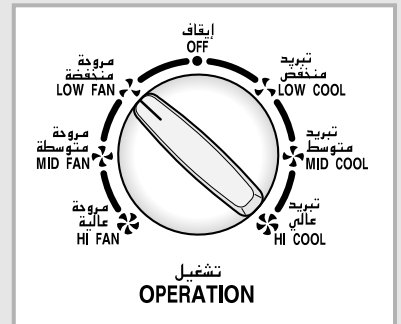 إيقاف
OFF
مروحة
منخفضة
LOW FAN
تبريد
منخفض
LOW COOL
مروحة
متوسطة
MID FAN
تبريد
متوسط
MID COOL
مروحة
عالية
HI FAN
تبريد
عالي
HI COOL
تشغيل
OPERATION